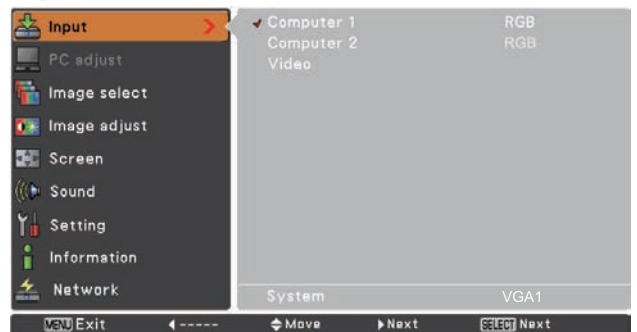 Input
PC adjust
Image select
Image adjust
Screen
Sound
Setting
Information
Network
Computer 1 RGB
Computer 2 RGB
Video
System VGA1
MENU Exit ----- Move Next SELECT Next